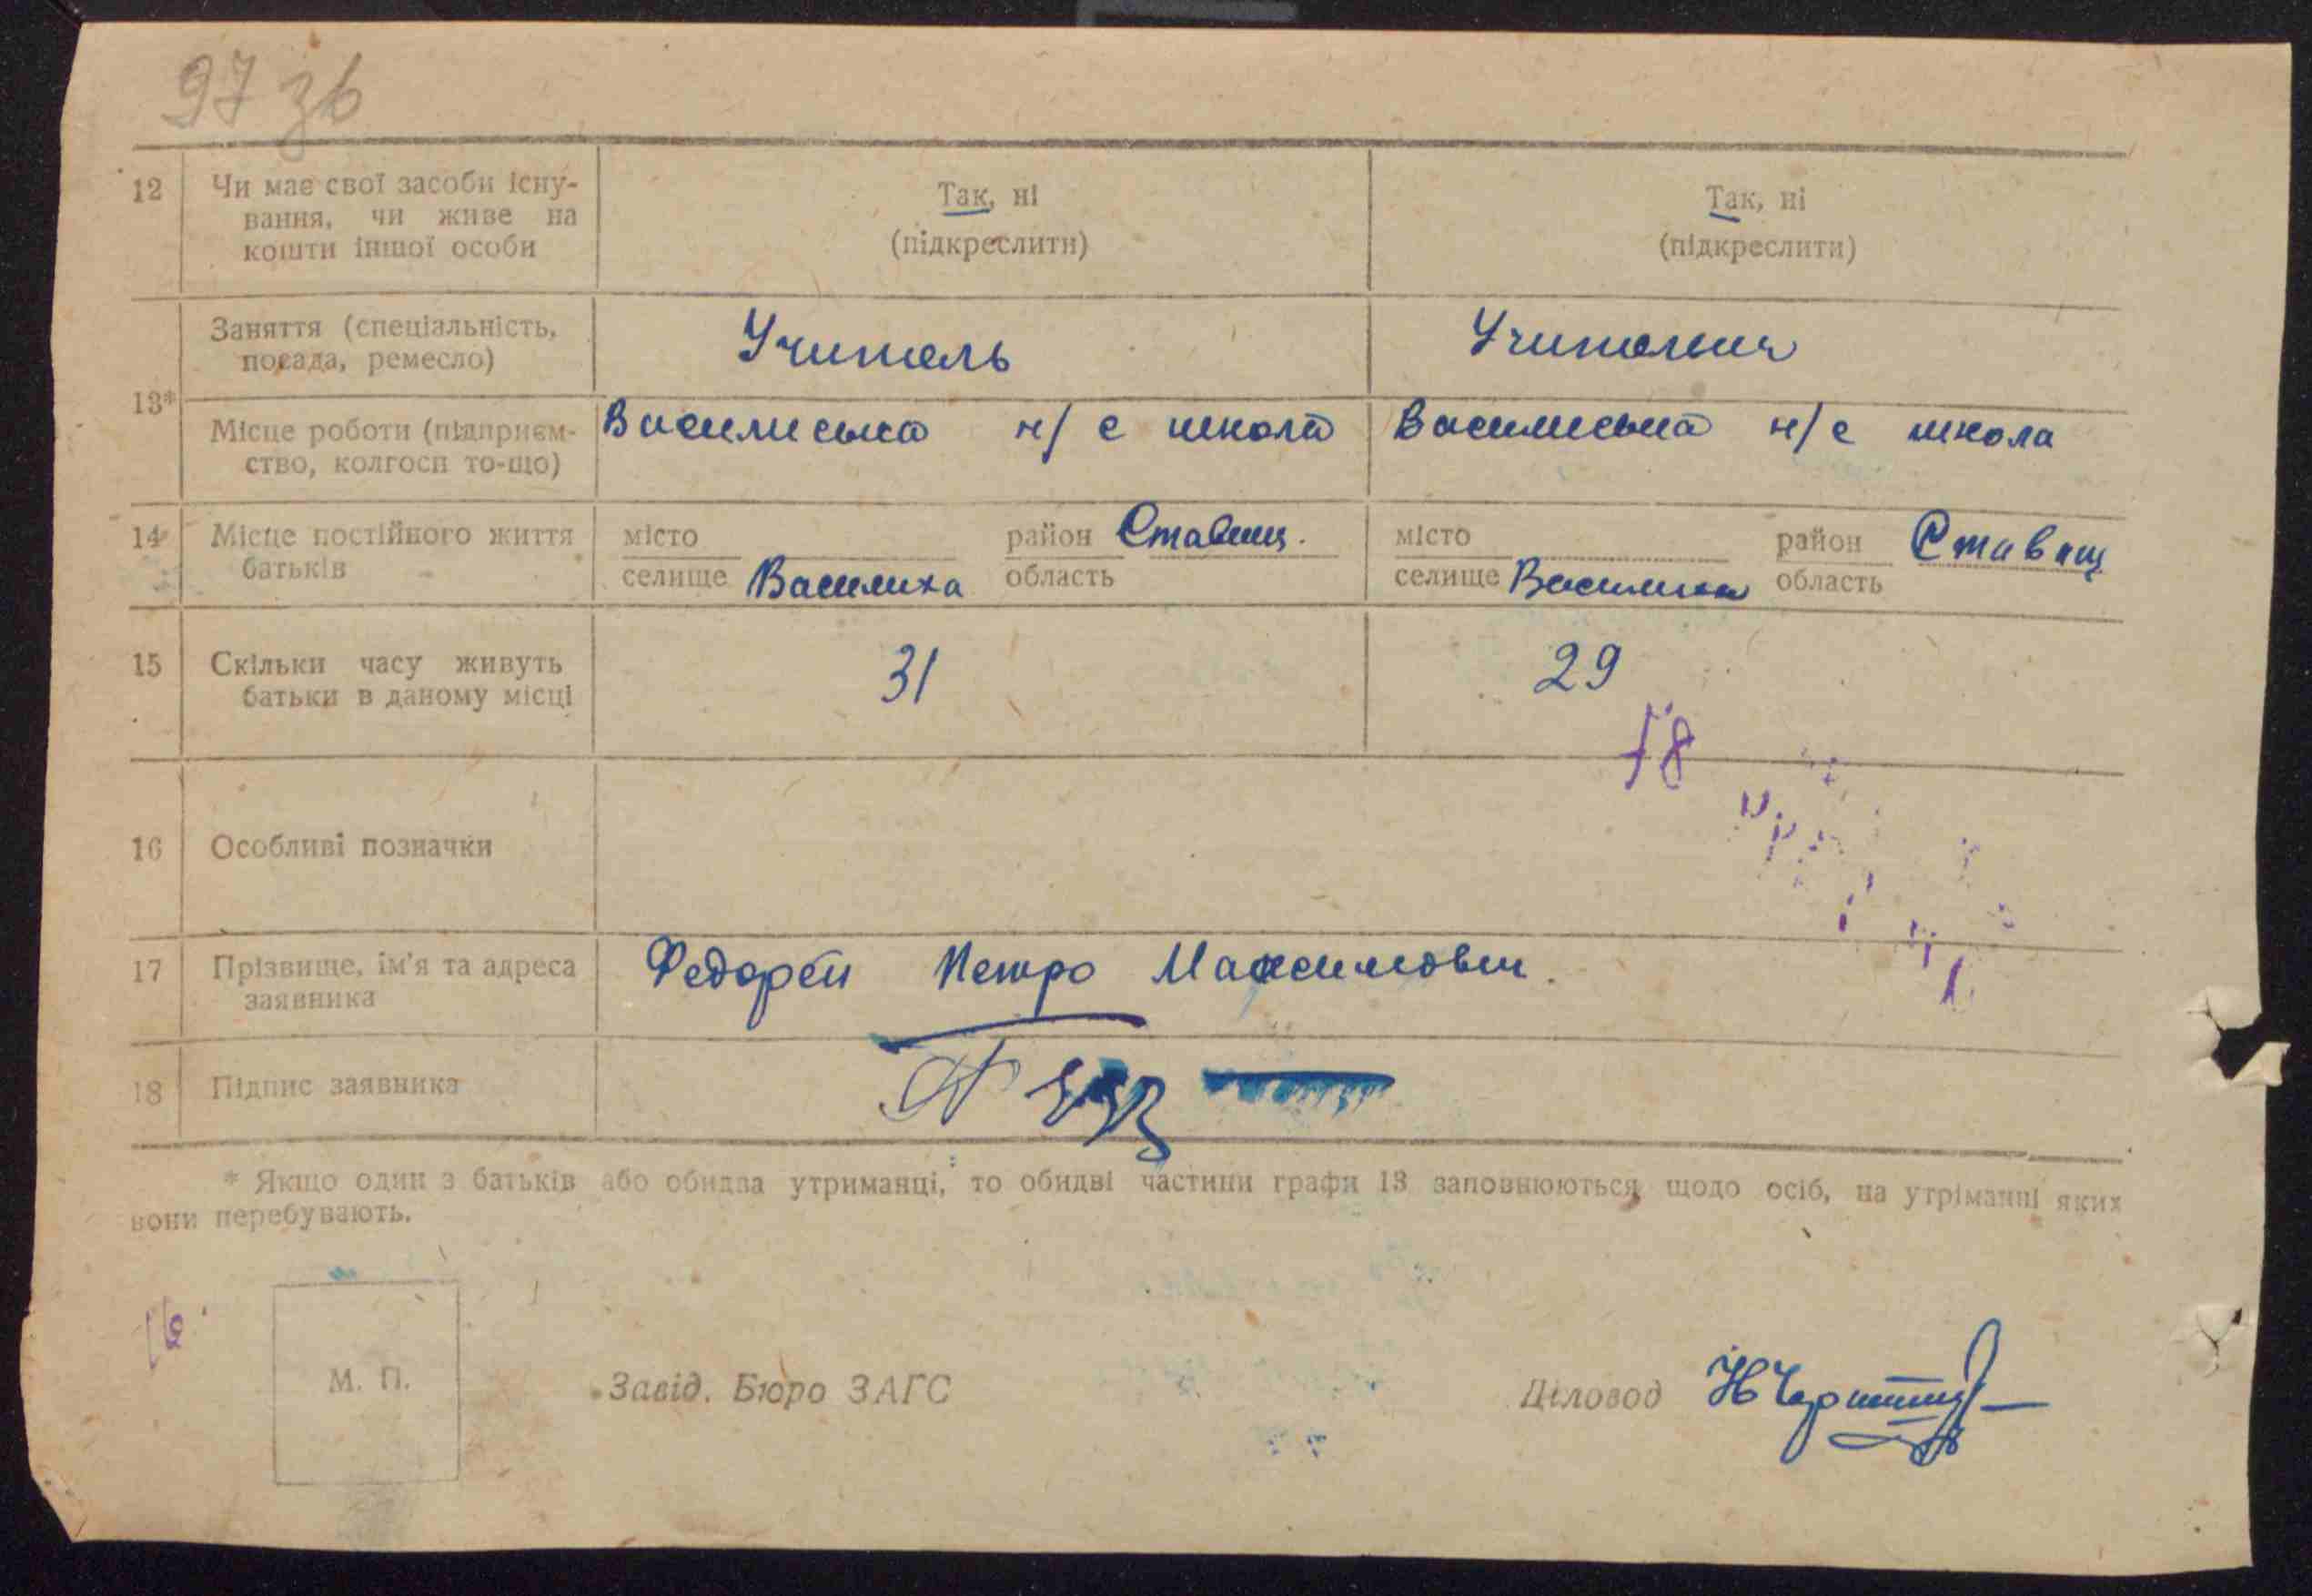 97 зв
12 Чи має свої засоби існу-
вання, чи живе на
кошти іншої особи
Так, ні
(підкреслити)
Так, ні
(підкреслити)
13*
Заняття (спеціальність,
посада, ремесло)
Учитель
Учителька
Місце роботи (підприєм-
ство, колгосп то-що)
н/с школа
н/с школа
14 Місце постійного життя
батьків
місто
селище Василиха
район Ставищ.
область
місто
селище Василиха
район Ставищ
область
15 Скільки часу живуть
батьки в даному місці
31
29
16 Особливі позначки
17 Прізвище, ім'я та адреса
заявника
Петро Максимович.
18 Підпис заявника
* Якщо один з батьків або обидва утриманці, то обидві частини графи 13 заповнюються щодо осіб, на утріманні яких
вони перебувають.
М. П.
Завід. Бюро ЗАГС
Діловод